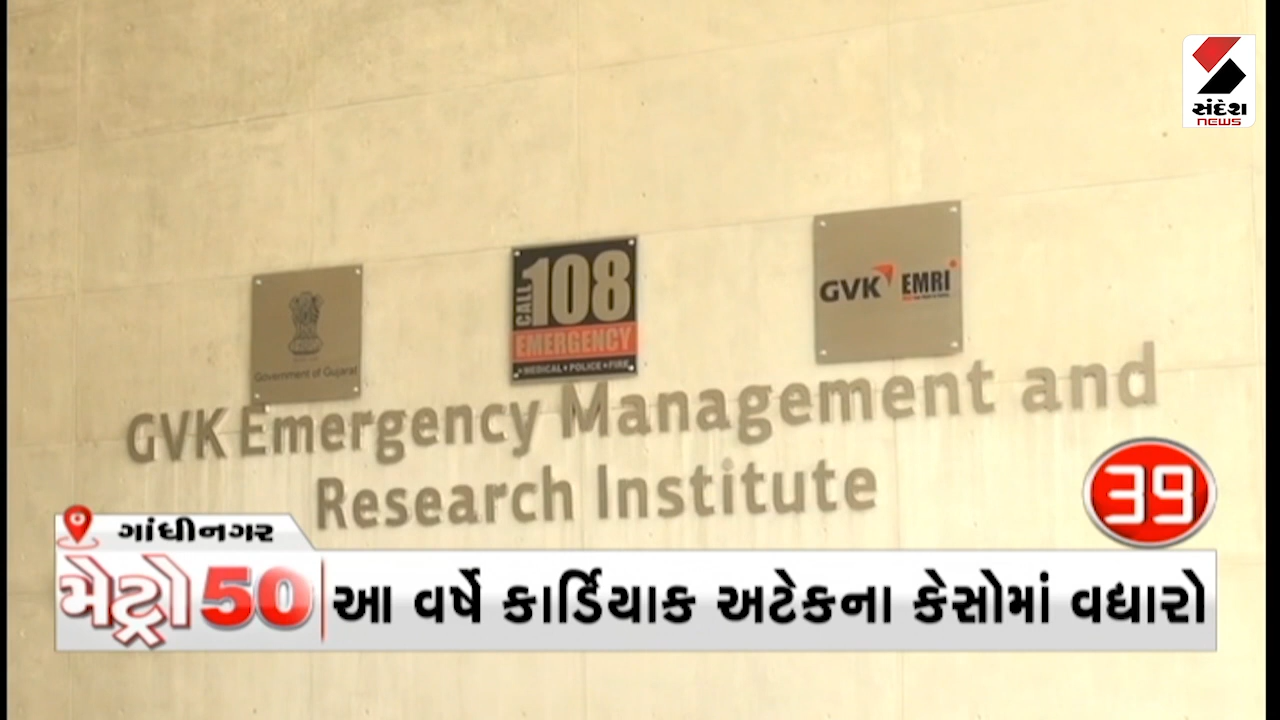 સંદેશ
NEWS
Government of Gujarat
CALL 108
EMERGENCY
• MEDICAL • POLICE • FIRE
GVK EMRI
GVK Emergency Management and
Research Institute
39
ગાંધીનગર
મેટ્રો 50
આ વર્ષે કાર્ડિયાક અટેકના કેસોમાં વધારો